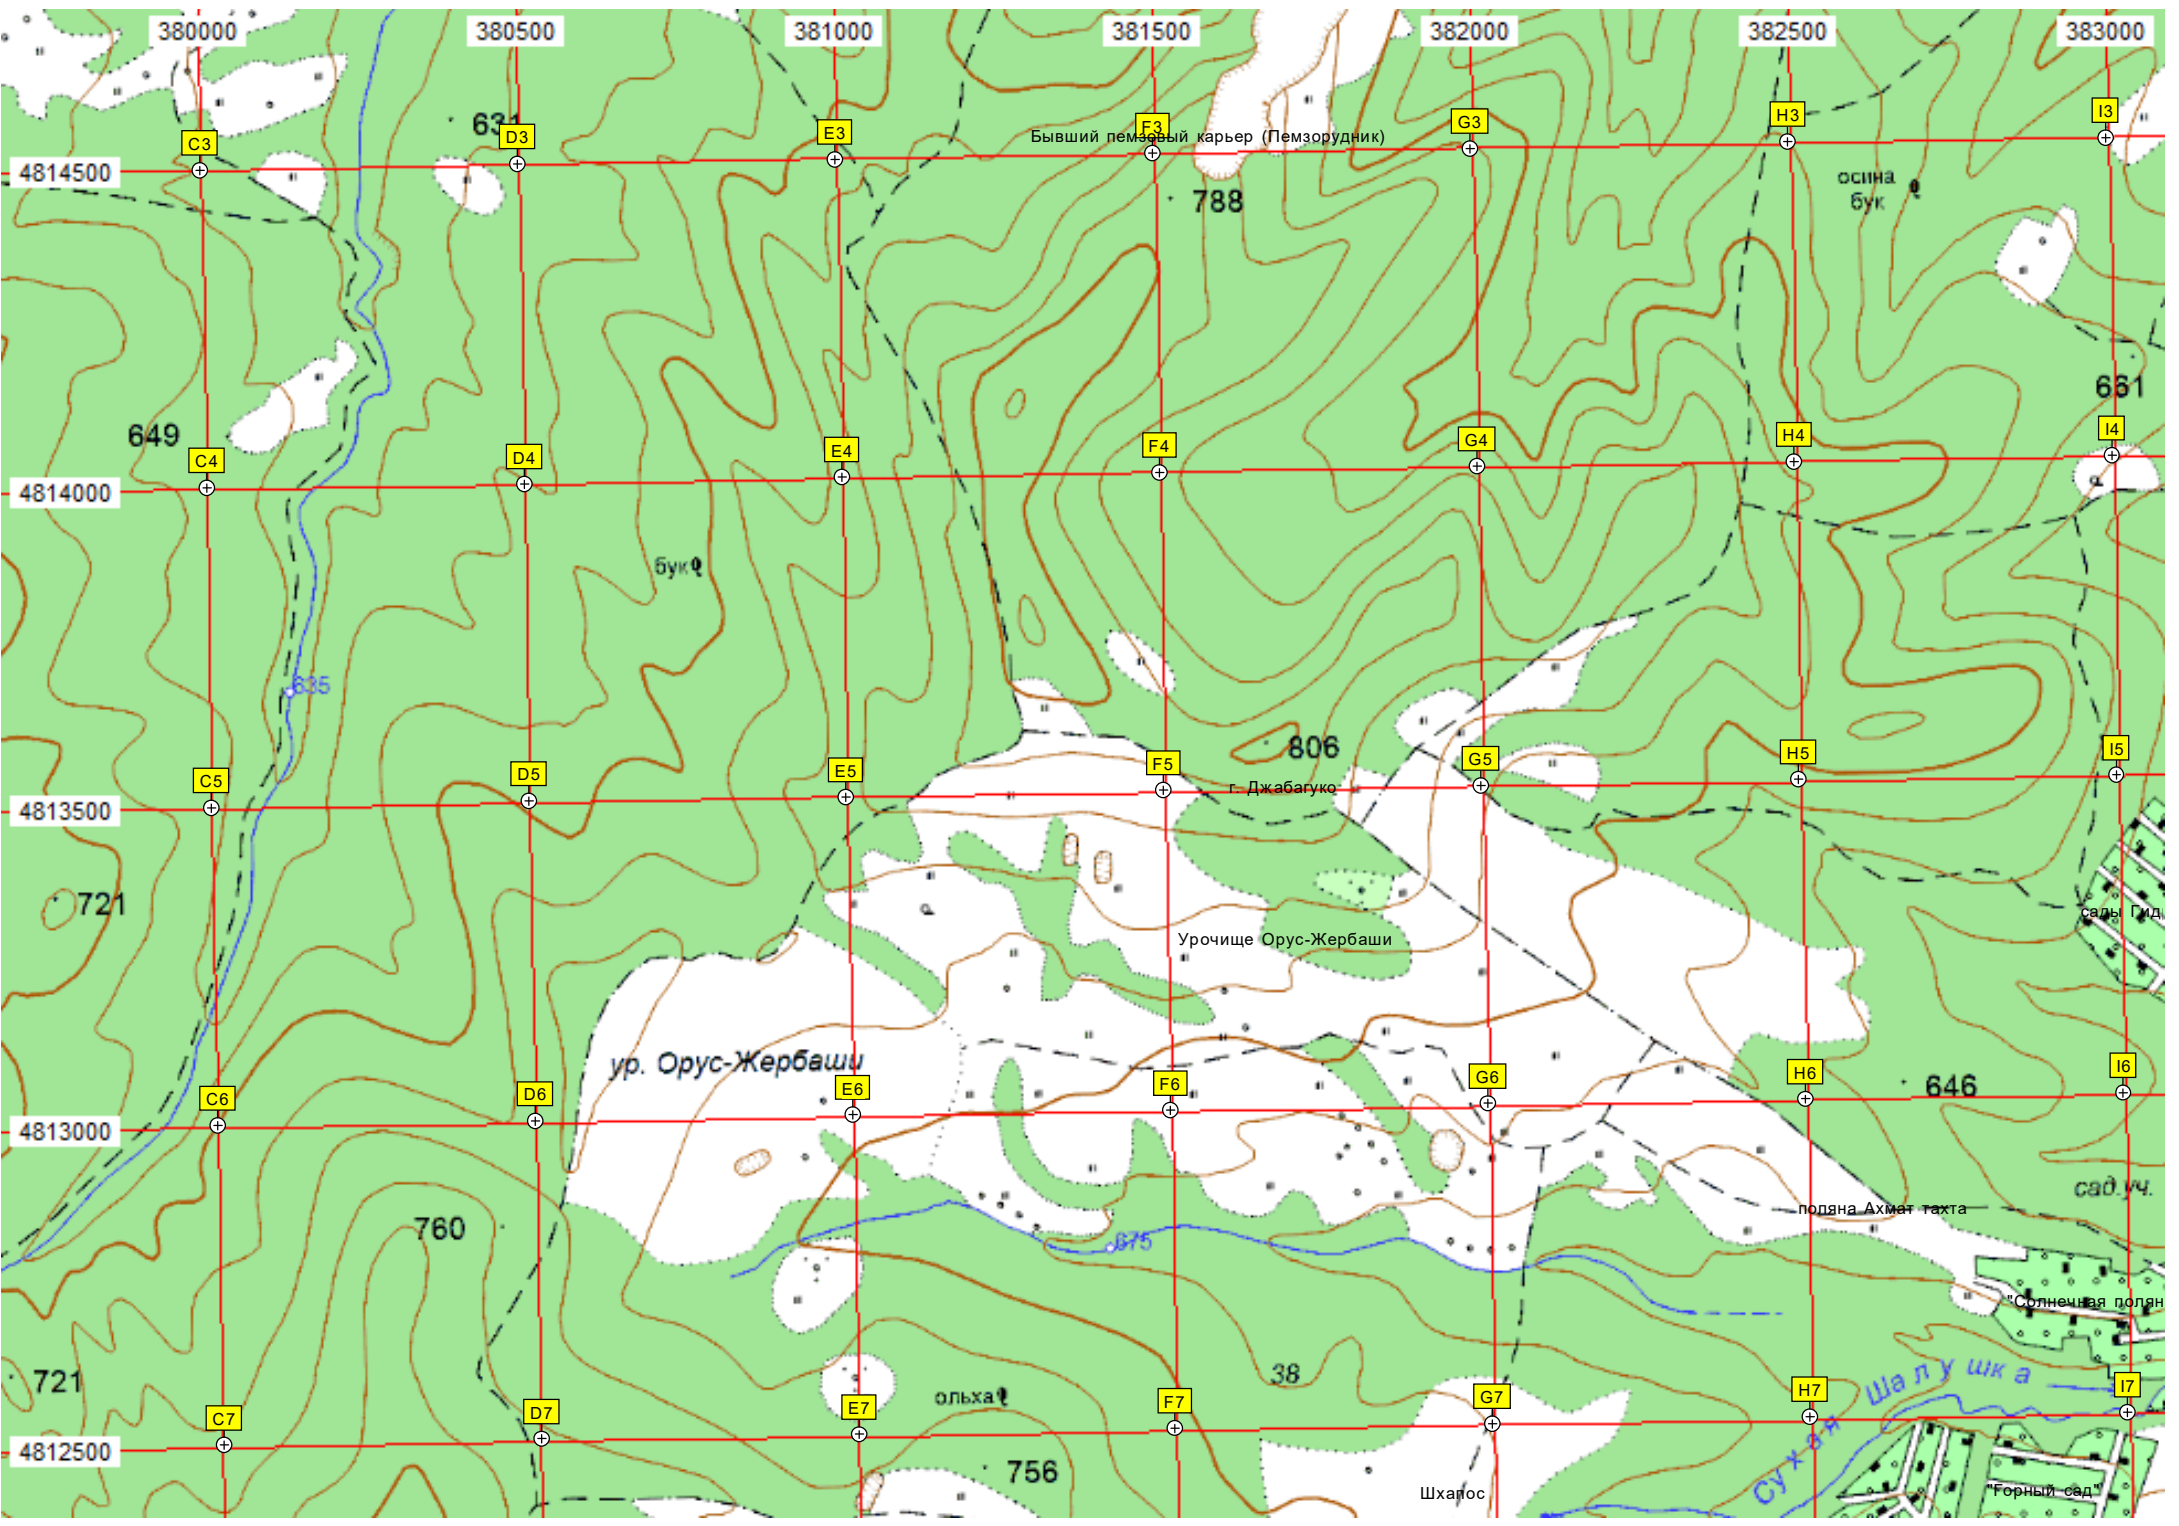 380000 380500 381000 381500 382000 382500 383000
631
C3 D3 E3 F3 G3 H3 I3
Бывший пемзовый карьер (Пемзорудник)
4814500
осина
бук
788
661
649
C4 D4 E4 F4 G4 H4 I4
4814000
бук
635
806
C5 D5 E5 F5 G5 H5 I5
г. Джабагуко
4813500
721
сады Гид
Урочище Орус-Жербаши
ур. Орус-Жербаши
646
C6 D6 E6 F6 G6 H6 I6
4813000
сад.уч.
поляна Ахмат тахта
760
675
"Солнечная полян
721
38
ольха
Сухая Шалушка
C7 D7 E7 F7 G7 H7 I7
4812500
756
Шхапос
"Горный сад"